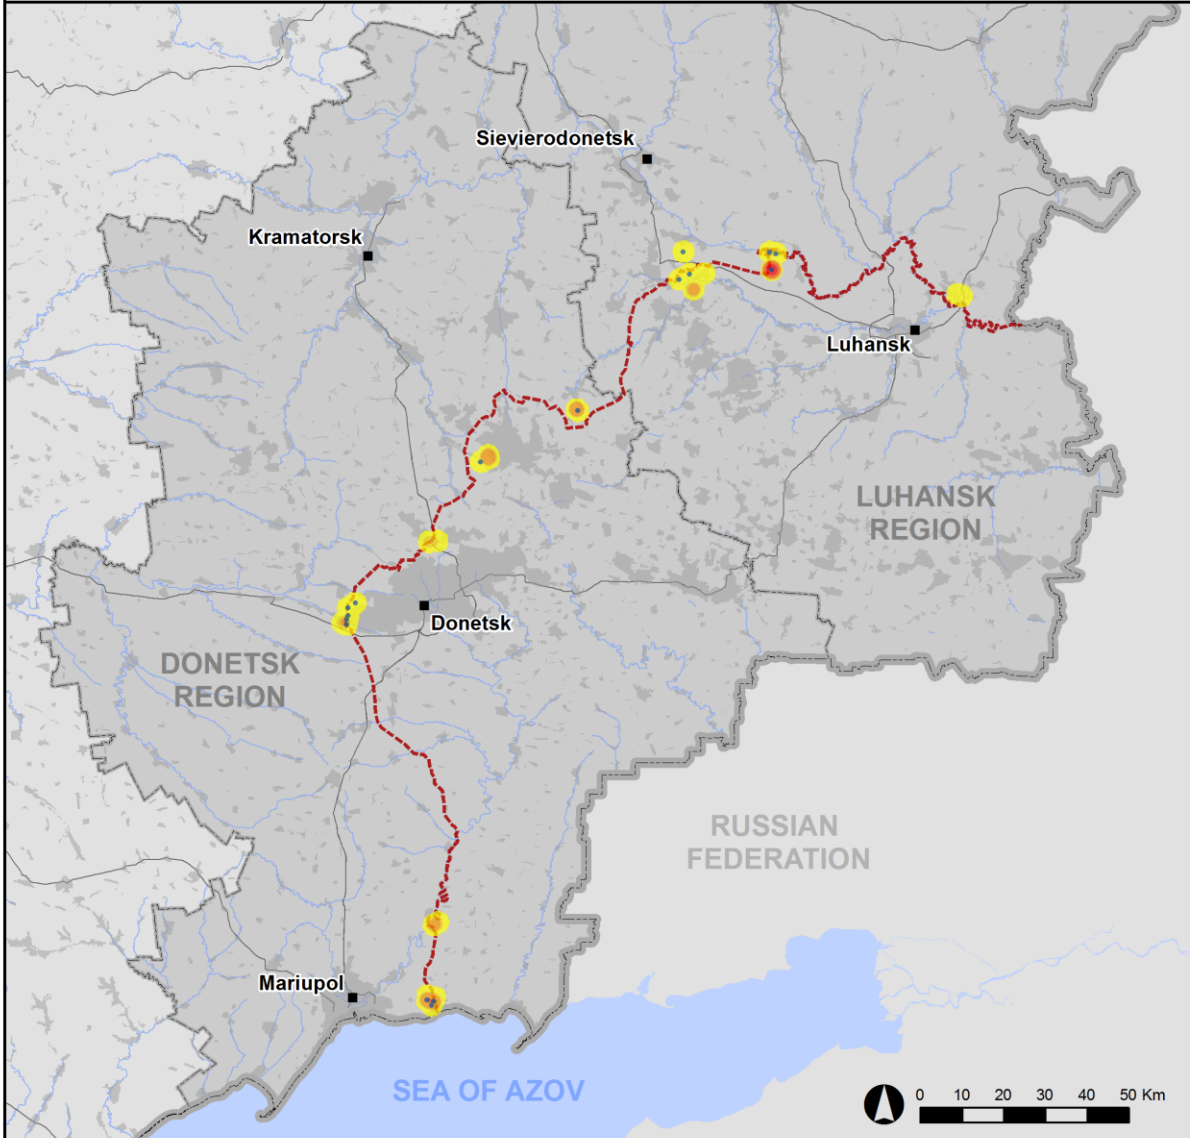 Sievierodonetsk
Kramatorsk
Luhansk
LUHANSK
REGION
Donetsk
DONETSK
REGION
RUSSIAN
FEDERATION
Mariupol
SEA OF AZOV
0 10 20 30 40 50 Km